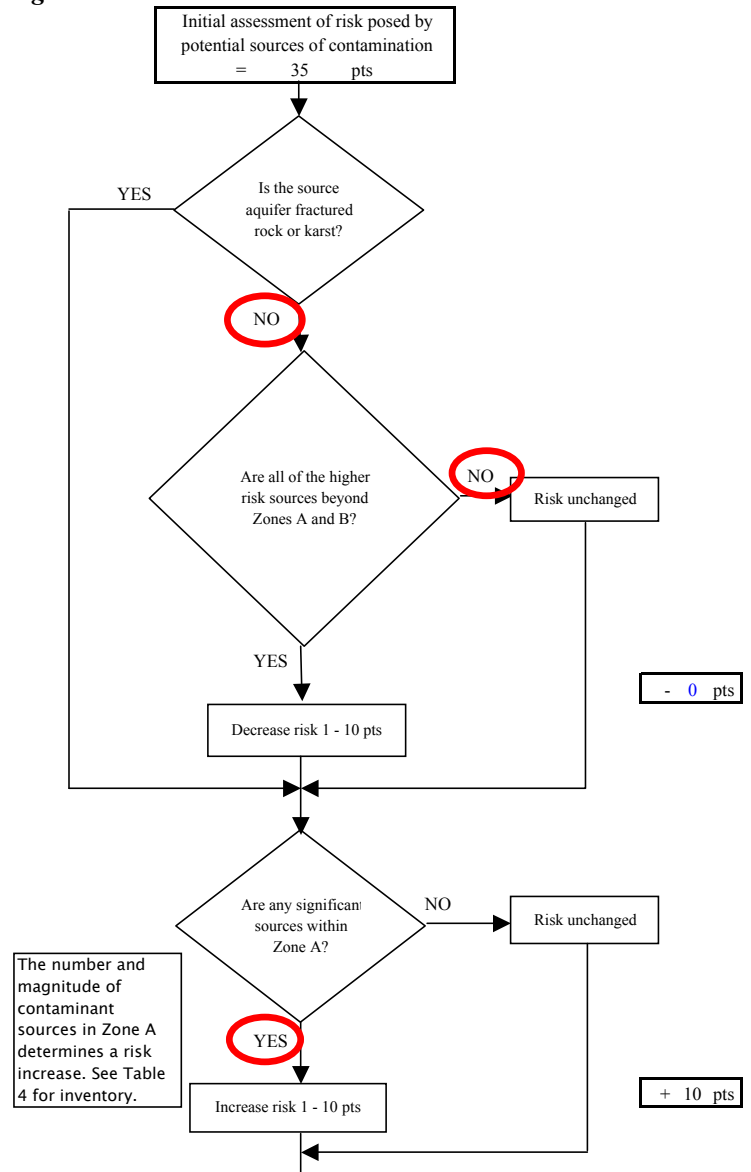 g
Initial assessment of risk posed by
potential sources of contamination
= 35 pts
YES
Is the source
aquifer fractured
rock or karst?
NO
Are all of the higher
risk sources beyond
Zones A and B?
NO
Risk unchanged
YES
- 0 pts
Decrease risk 1 - 10 pts
Are any significant
sources within
Zone A?
NO
Risk unchanged
The number and
magnitude of
contaminant
sources in Zone A
determines a risk
increase. See Table
4 for inventory.
YES
Increase risk 1 - 10 pts
+ 10 pts